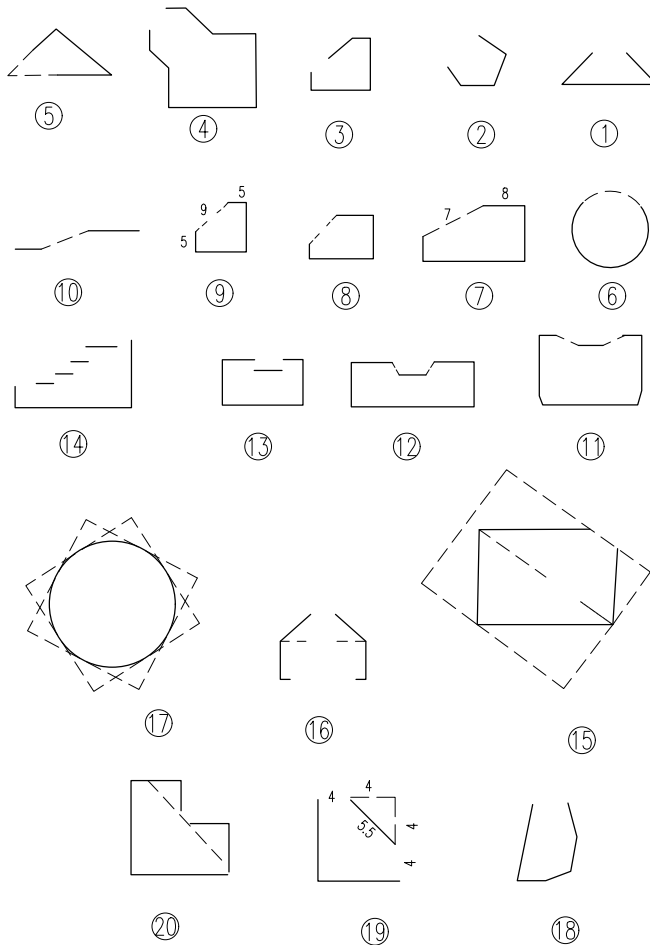 ⑤ ④ ③ ② ①
5
9
5
7
8
⑩ ⑨ ⑧ ⑦ ⑥
⑭ ⑬ ⑫ ⑪
⑰ ⑯ ⑮
4
4
5.5
4
4
⑳ ⑲ ⑱